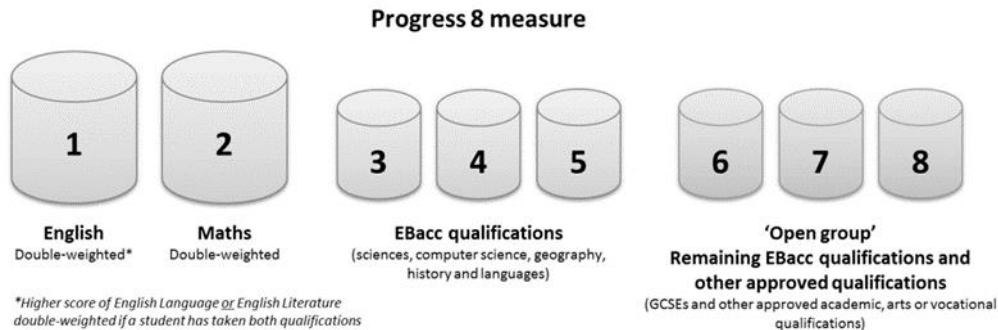 Progress 8 measure
1
2
3
4
5
6
7
8
English
Double-weighted*
Maths
Double-weighted
EBacc qualifications
(sciences, computer science, geography,
history and languages)
‘Open group’
Remaining EBacc qualifications and
other approved qualifications
(GCSEs and other approved academic, arts or vocational
qualifications)
*Higher score of English Language or English Literature
double-weighted if a student has taken both qualifications